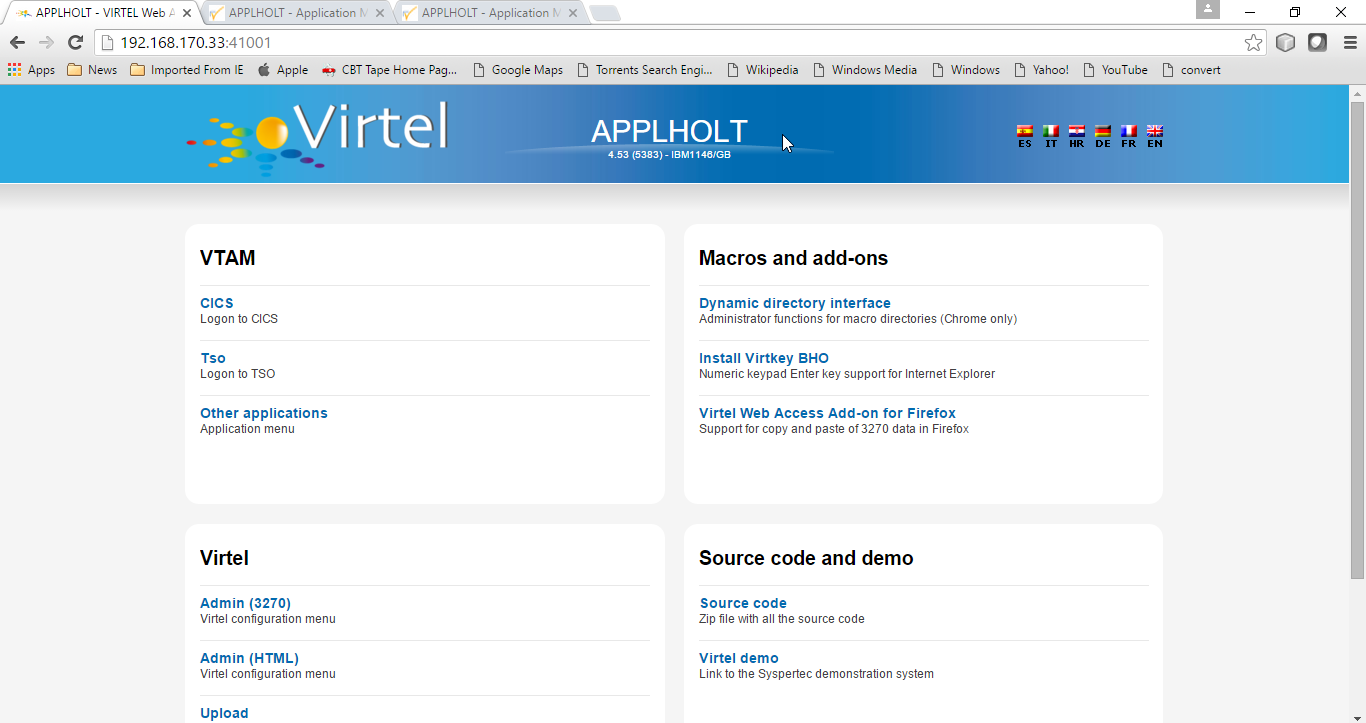 APPLHOLT - VIRTEL Web A
APPLHOLT - Application M
APPLHOLT - Application M
192.168.170.33:41001
Apps News Imported From IE Apple CBT Tape Home Pag... Google Maps Torrents Search Engi... Wikipedia Windows Media Windows Yahoo! YouTube convert
Virtel
APPLHOLT
4.53 (5383) - IBM1146/GB
ES IT HR DE FR EN
VTAM
CICS
Logon to CICS
Tso
Logon to TSO
Other applications
Application menu
Macros and add-ons
Dynamic directory interface
Administrator functions for macro directories (Chrome only)
Install Virtkey BHO
Numeric keypad Enter key support for Internet Explorer
Virtel Web Access Add-on for Firefox
Support for copy and paste of 3270 data in Firefox
Virtel
Admin (3270)
Virtel configuration menu
Admin (HTML)
Virtel configuration menu
Upload
Source code and demo
Source code
Zip file with all the source code
Virtel demo
Link to the Syspertec demonstration system